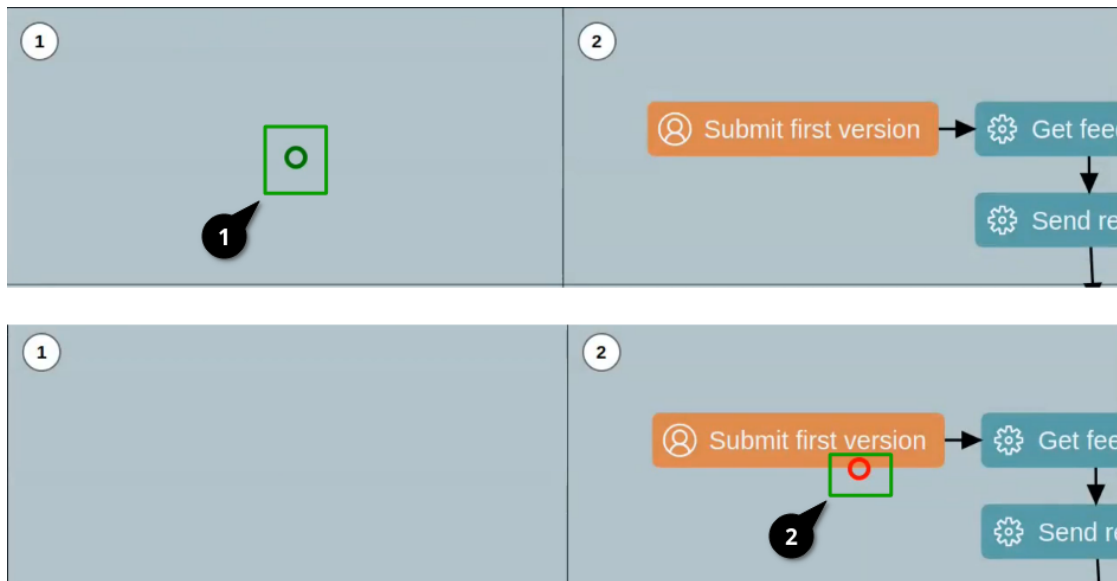 1
2
Submit first version
Get fee
Send re
1
1
2
Submit first version
Get fee
Send re
2